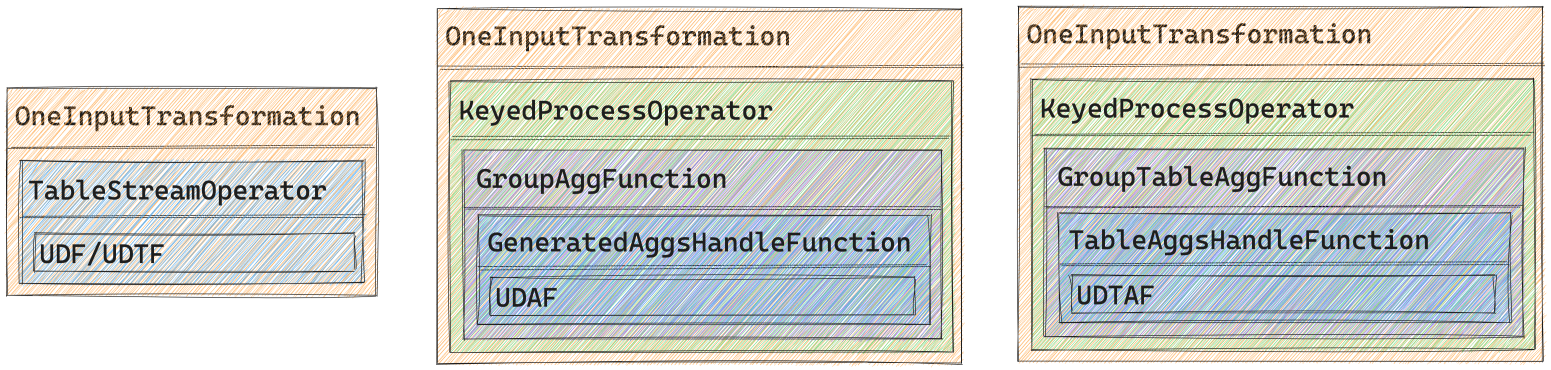 OneInputTransformation
TableStreamOperator
UDF/UDTF
OneInputTransformation
KeyedProcessOperator
GroupAggFunction
GeneratedAggsHandleFunction
UDAF
OneInputTransformation
KeyedProcessOperator
GroupTableAggFunction
TableAggsHandleFunction
UDTAF